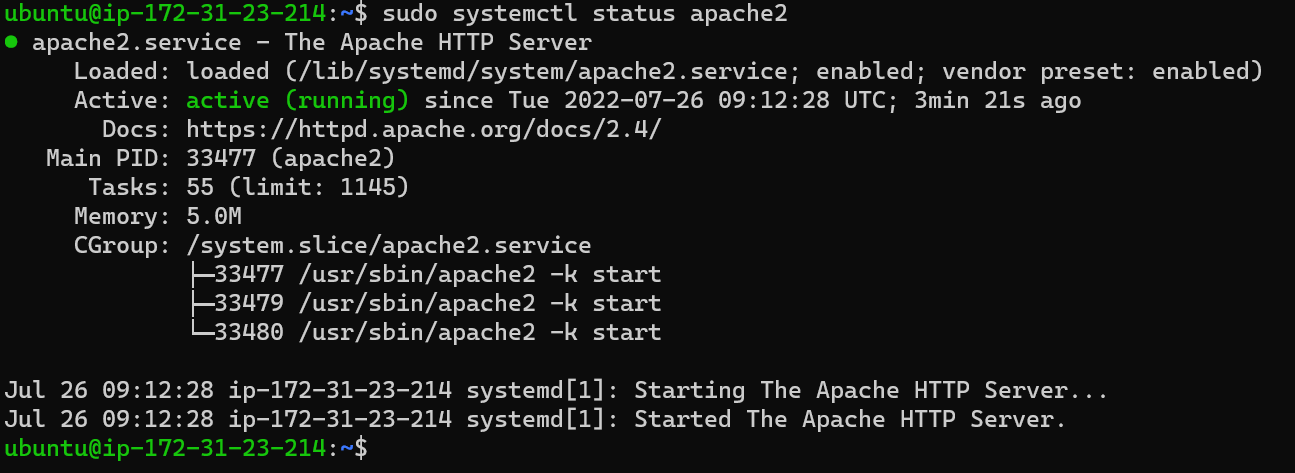 ubuntu@ip-172-31-23-214:~$ sudo systemctl status apache2
● apache2.service - The Apache HTTP Server
     Loaded: loaded (/lib/systemd/system/apache2.service; enabled; vendor preset: enabled)
     Active: active (running) since Tue 2022-07-26 09:12:28 UTC; 3min 21s ago
       Docs: https://httpd.apache.org/docs/2.4/
   Main PID: 33477 (apache2)
      Tasks: 55 (limit: 1145)
     Memory: 5.0M
     CGroup: /system.slice/apache2.service
             ├─33477 /usr/sbin/apache2 -k start
             ├─33479 /usr/sbin/apache2 -k start
             └─33480 /usr/sbin/apache2 -k start

Jul 26 09:12:28 ip-172-31-23-214 systemd[1]: Starting The Apache HTTP Server...
Jul 26 09:12:28 ip-172-31-23-214 systemd[1]: Started The Apache HTTP Server.
ubuntu@ip-172-31-23-214:~$